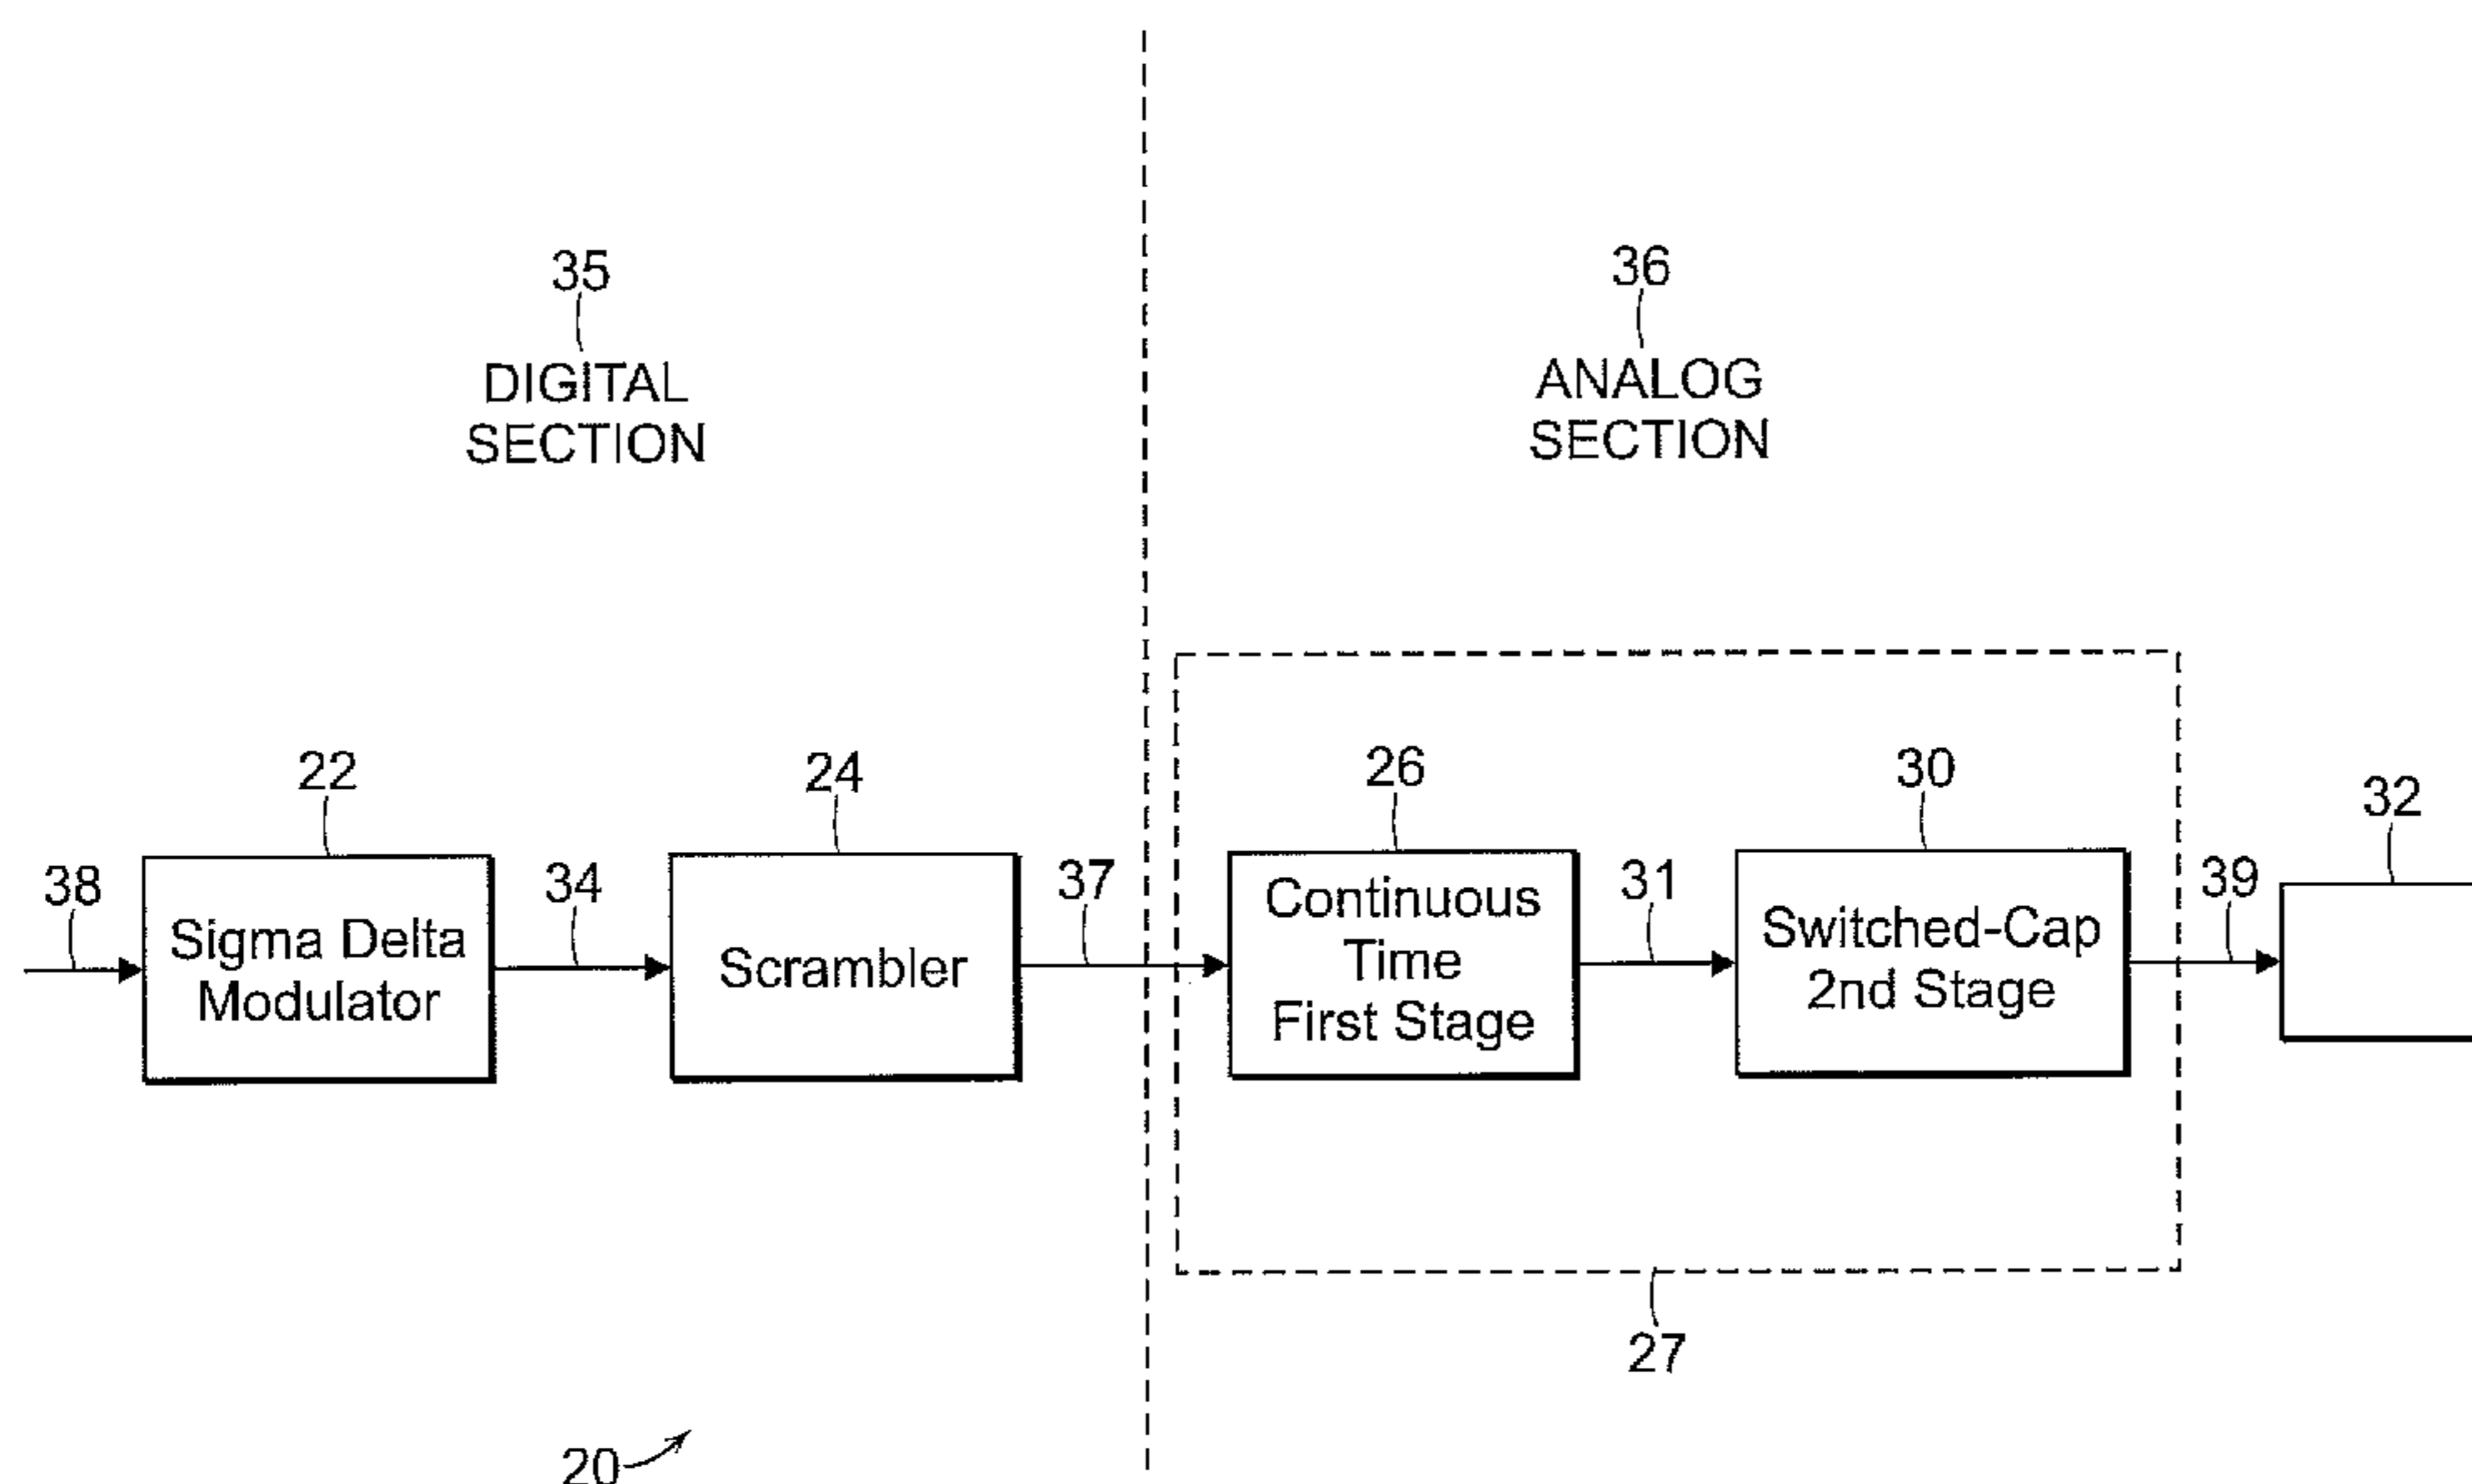 35
DIGITAL
SECTION
36
ANALOG
SECTION
22
24
26
30
32
38
34
37
31
39
Sigma Delta
Modulator
Scrambler
Continuous
Time
First Stage
Switched-Cap
2nd Stage
27
20